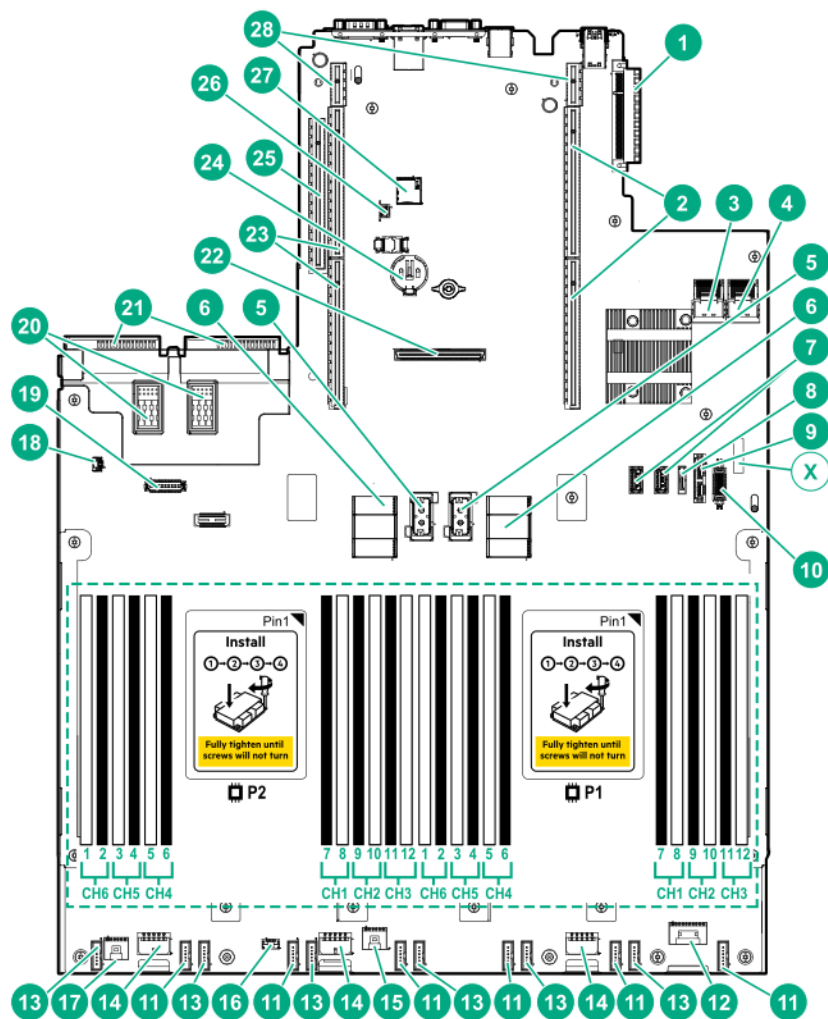 28
1
27
26
24
25
2
3
4
23
5
22
6
5
6
21
7
20
8
19
9
18
X
10
Pin1
Install
1 2 3 4
Fully tighten until
screws will not turn
P2
Pin1
Install
1 2 3 4
Fully tighten until
screws will not turn
P1
1 2 3 4 5 6 7 8 9 10 11 12 1 2 3 4 5 6 7 8 9 10 11 12
CH6 CH5 CH4 CH1 CH2 CH3 CH6 CH5 CH4 CH1 CH2 CH3
13 17 14 11 13 16 11 13 14 15 11 13 11 13 14 11 13 12 11